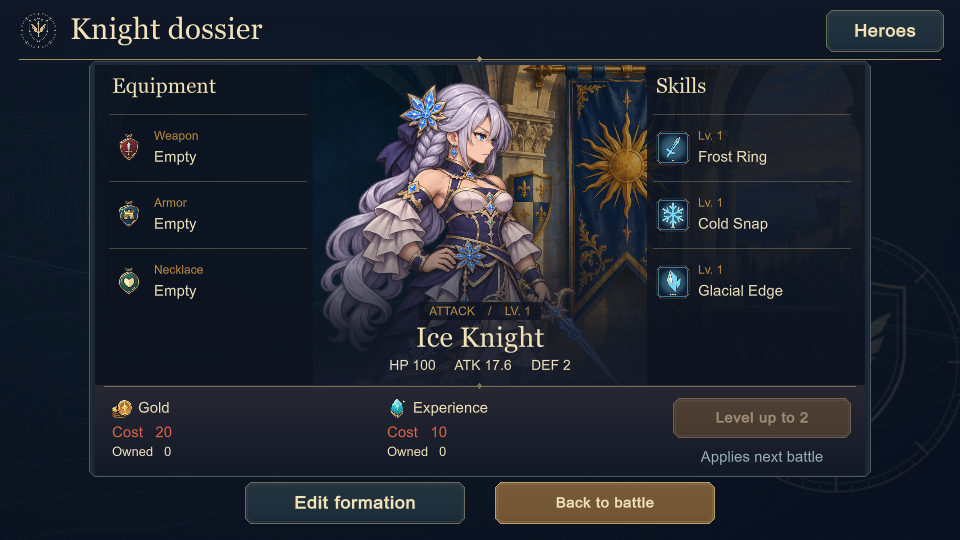 Knight dossier
Heroes
Equipment
Weapon
Empty
Armor
Empty
Necklace
Empty
ATTACK / LV. 1
Ice Knight
HP 100 ATK 17.6 DEF 2
Skills
Lv. 1
Frost Ring
Lv. 1
Cold Snap
Lv. 1
Glacial Edge
Gold
Cost 20
Owned 0
Experience
Cost 10
Owned 0
Level up to 2
Applies next battle
Edit formation
Back to battle